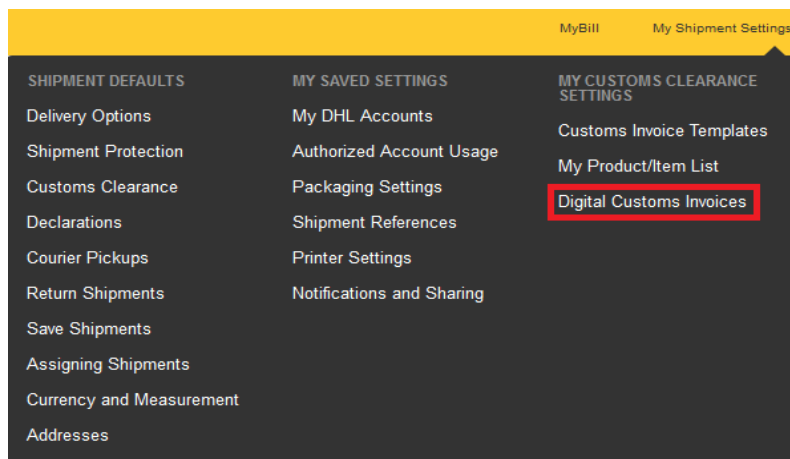 MyBill
My Shipment Settings
SHIPMENT DEFAULTS
Delivery Options
Shipment Protection
Customs Clearance
Declarations
Courier Pickups
Return Shipments
Save Shipments
Assigning Shipments
Currency and Measurement
Addresses
MY SAVED SETTINGS
My DHL Accounts
Authorized Account Usage
Packaging Settings
Shipment References
Printer Settings
Notifications and Sharing
MY CUSTOMS CLEARANCE
SETTINGS
Customs Invoice Templates
My Product/Item List
Digital Customs Invoices